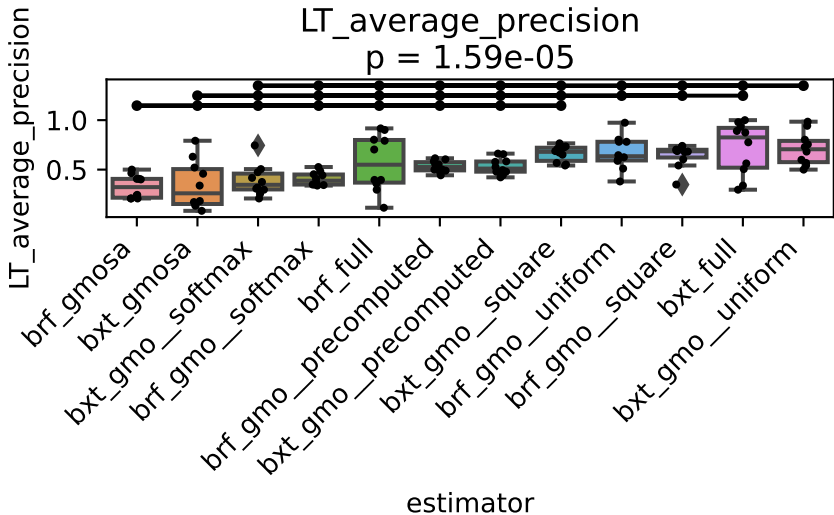 LT_average_precision
p = 1.59e-05
LT_average_precision
1.0
0.5
brf_gmosa
bxt_gmosa
bxt_gmo__softmax
brf_gmo__softmax
brf_full
brf_gmo__precomputed
bxt_gmo__precomputed
bxt_gmo__square
brf_gmo__uniform
brf_gmo__square
bxt_full
bxt_gmo__uniform
estimator